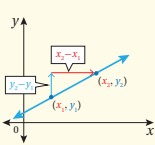 y
x₂−x₁
y₂−y₁
(x₂, y₂)
(x₁, y₁)
0
x